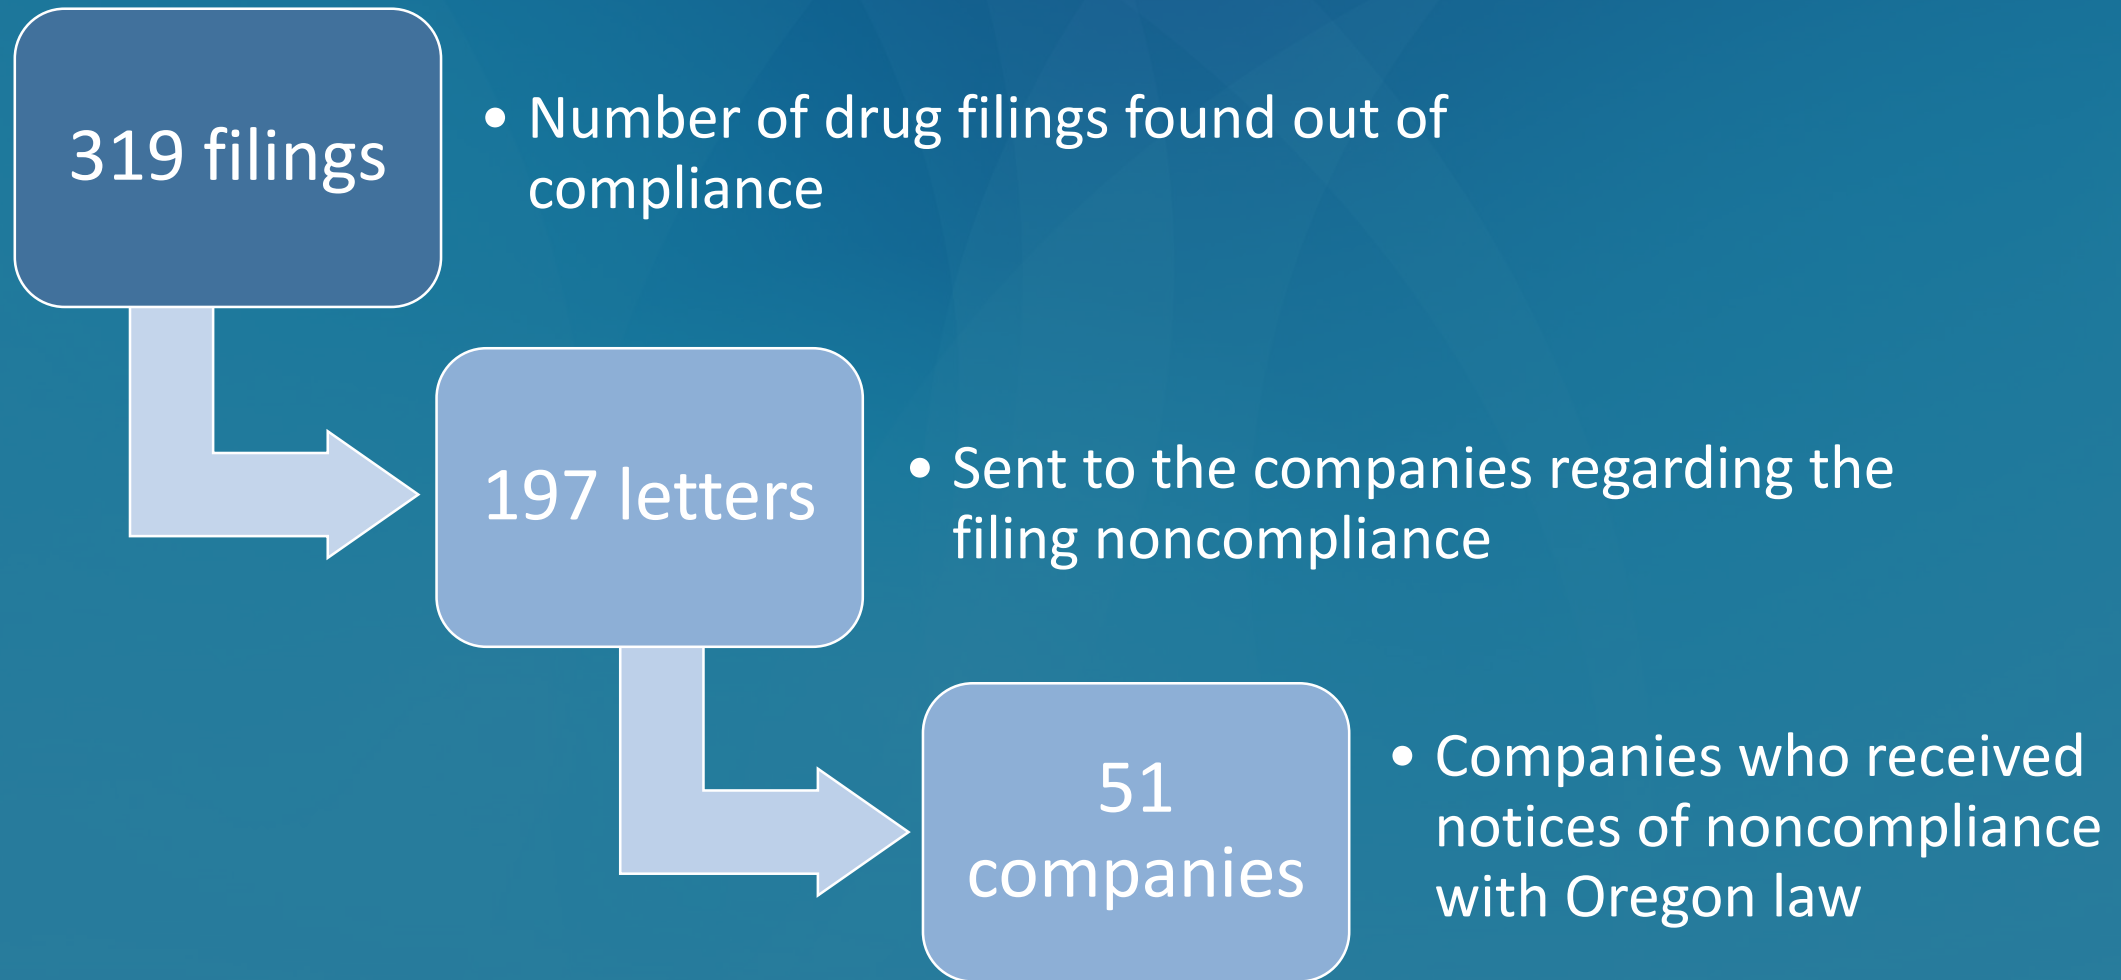 319 filings
• Number of drug filings found out of
compliance
197 letters
• Sent to the companies regarding the
filing noncompliance
51
companies
• Companies who received
notices of noncompliance
with Oregon law